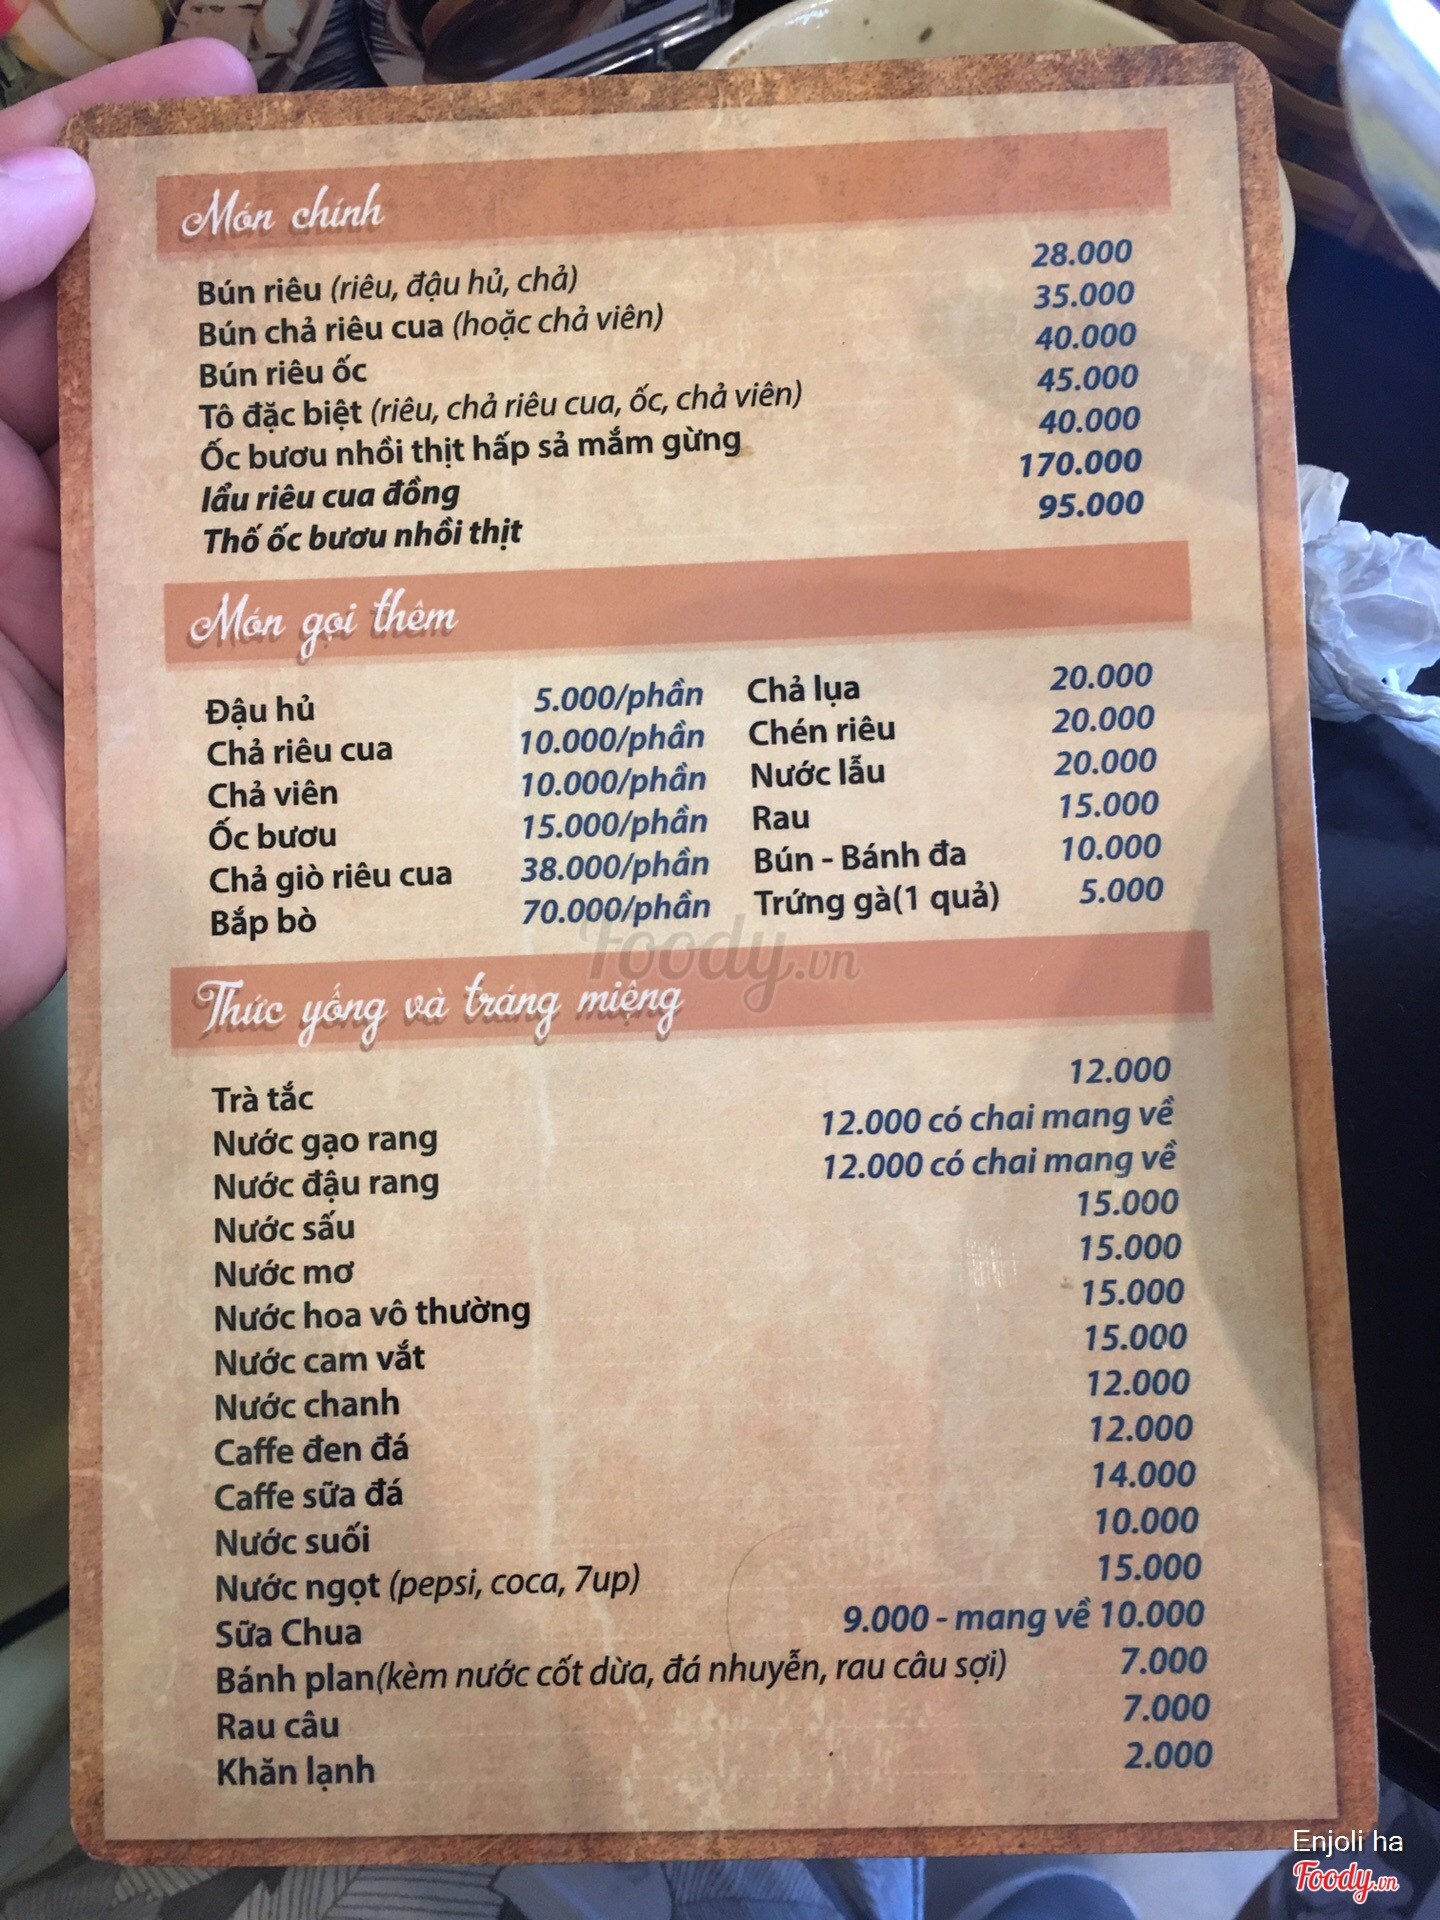 Món chính
Bún riêu (riêu, đậu hủ, chả) 28.000
Bún chả riêu cua (hoặc chả viên) 35.000
Bún riêu ốc 40.000
Tô đặc biệt (riêu, chả riêu cua, ốc, chả viên) 45.000
Ốc bươu nhồi thịt hấp sả mắm gừng 40.000
lẩu riêu cua đồng 170.000
Thố ốc bươu nhồi thịt 95.000
Món gọi thêm
Đậu hủ 5.000/phần Chả lụa 20.000
Chả riêu cua 10.000/phần Chén riêu 20.000
Chả viên 10.000/phần Nước lẫu 20.000
Ốc bươu 15.000/phần Rau 15.000
Chả giò riêu cua 38.000/phần Bún - Bánh đa 10.000
Bắp bò 70.000/phần Trứng gà(1 quả) 5.000
Foody.vn
Thức yống và tráng miệng
Trà tắc 12.000
Nước gạo rang 12.000 có chai mang về
Nước đậu rang 12.000 có chai mang về
Nước sấu 15.000
Nước mơ 15.000
Nước hoa vô thường 15.000
Nước cam vắt 15.000
Nước chanh 12.000
Caffe đen đá 12.000
Caffe sữa đá 14.000
Nước suối 10.000
Nước ngọt (pepsi, coca, 7up) 15.000
Sữa Chua 9.000 - mang về 10.000
Bánh plan(kèm nước cốt dừa, đá nhuyễn, rau câu sợi) 7.000
Rau câu 7.000
Khăn lạnh 2.000
Enjoli ha
Foody.vn